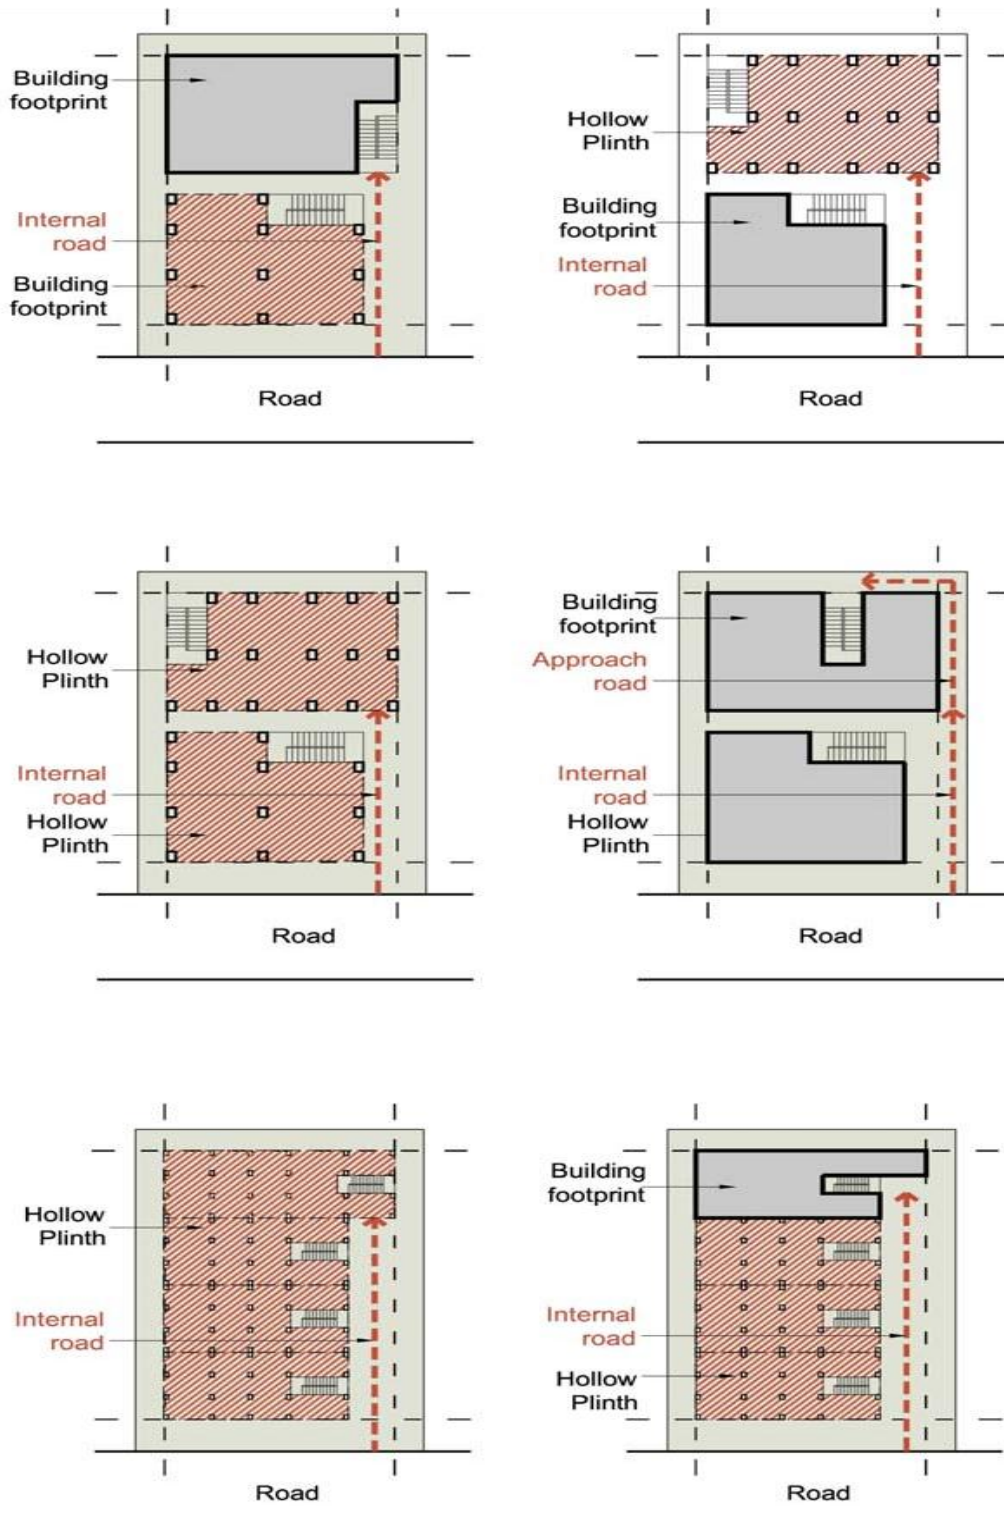 Building
footprint
Internal
road
Building
footprint
Road
Hollow
Plinth
Building
footprint
Internal
road
Road
Hollow
Plinth
Internal
road
Hollow
Plinth
Road
Building
footprint
Approach
road
Internal
road
Hollow
Plinth
Road
Hollow
Plinth
Internal
road
Road
Building
footprint
Internal
road
Hollow
Plinth
Road